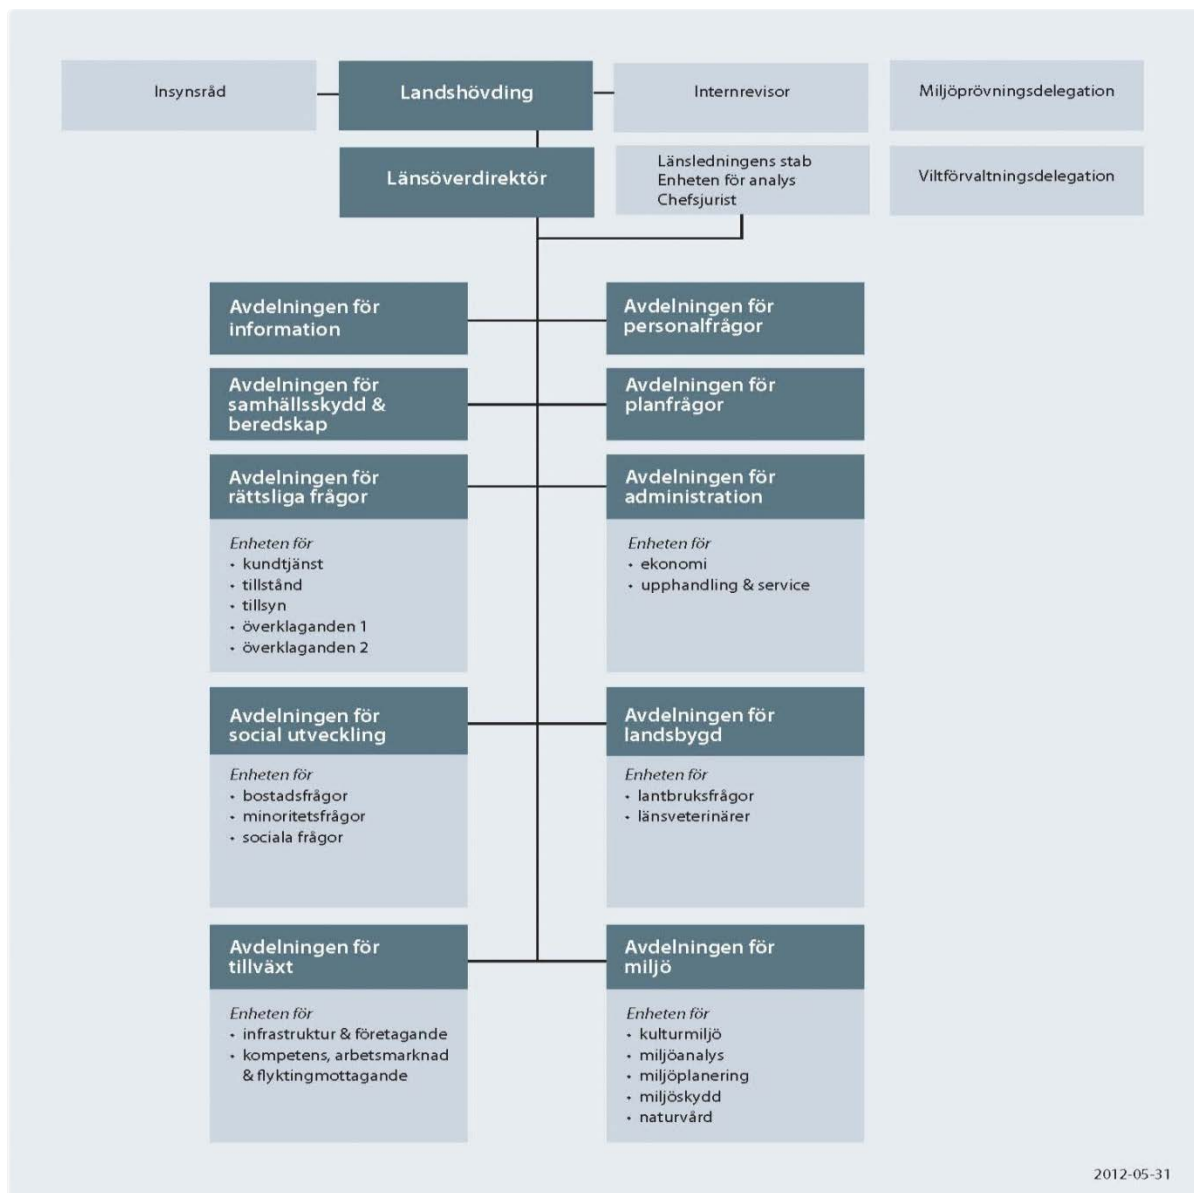 Insynsråd
Landshövding
Internrevisor
Miljöprövningsdelegation
Länsöverdirektör
Länsledningens stab
Enheten för analys
Chefsjurist
Viltförvaltningsdelegation
Avdelningen för
information
Avdelningen för
personalfrågor
Avdelningen för
samhällsskydd &
beredskap
Avdelningen för
planfrågor
Avdelningen för
rättsliga frågor
Enheten för
• kundtjänst
• tillstånd
• tillsyn
• överklaganden 1
• överklaganden 2
Avdelningen för
administration
Enheten för
• ekonomi
• upphandling & service
Avdelningen för
social utveckling
Enheten för
• bostadsfrågor
• minoritetsfrågor
• sociala frågor
Avdelningen för
landsbygd
Enheten för
• lantbruksfrågor
• länsveterinärer
Avdelningen för
tillväxt
Enheten för
• infrastruktur & företagande
• kompetens, arbetsmarknad
& flyktingmottagande
Avdelningen för
miljö
Enheten för
• kulturmiljö
• miljöanalys
• miljöplanering
• miljöskydd
• naturvård
2012-05-31